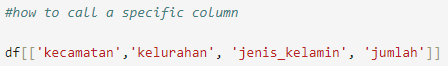 #how to call a specific column
df[['kecamatan','kelurahan', 'jenis_kelamin', 'jumlah']]